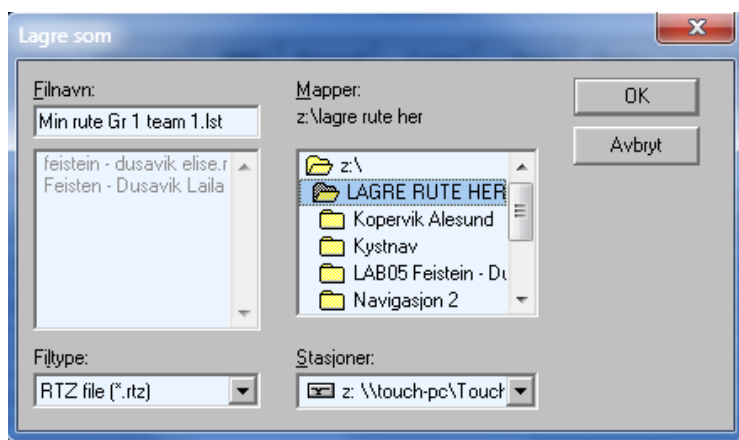 Lagre som
Filnavn:
Min rute Gr 1 team 1.lst
feistein - dusavik elise.r
Feisten - Dusavik Laila
Filtype:
RTZ file (*.rtz)
Mapper:
z:\lagre rute her
z:\
LAGRE RUTE HER
Kopervik Alesund
Kystnav
LAB05 Feistein - Du
Navigasjon 2
Stasjoner:
z: \\touch-pc\Touch
OK
Avbryt